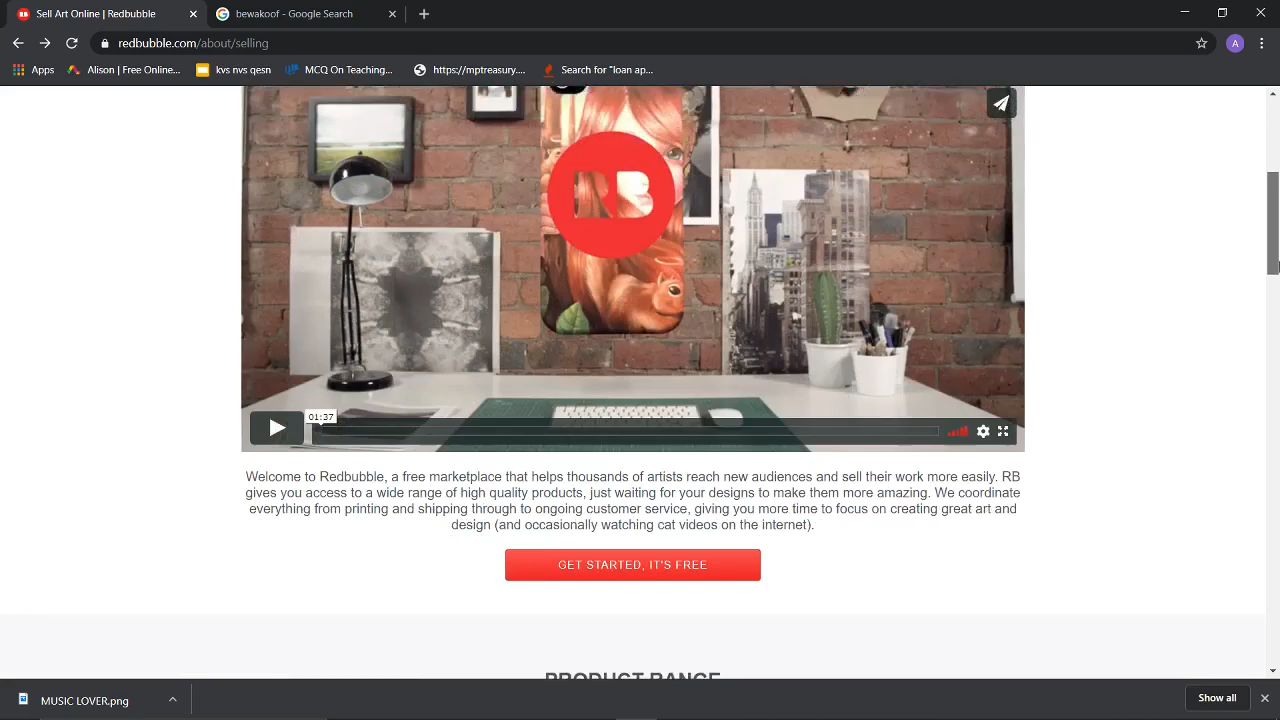 Sell Art Online | Redbubble
bewakoof - Google Search
redbubble.com/about/selling
Apps
Alison | Free Online...
kvs nvs qesn
MCQ On Teaching...
https://mptreasury....
Search for "loan ap...
A
RB
01:37
Welcome to Redbubble, a free marketplace that helps thousands of artists reach new audiences and sell their work more easily. RB
gives you access to a wide range of high quality products, just waiting for your designs to make them more amazing. We coordinate
everything from printing and shipping through to ongoing customer service, giving you more time to focus on creating great art and
design (and occasionally watching cat videos on the internet).
GET STARTED, IT'S FREE
PRODUCT RANGE
MUSIC LOVER.png
Show all